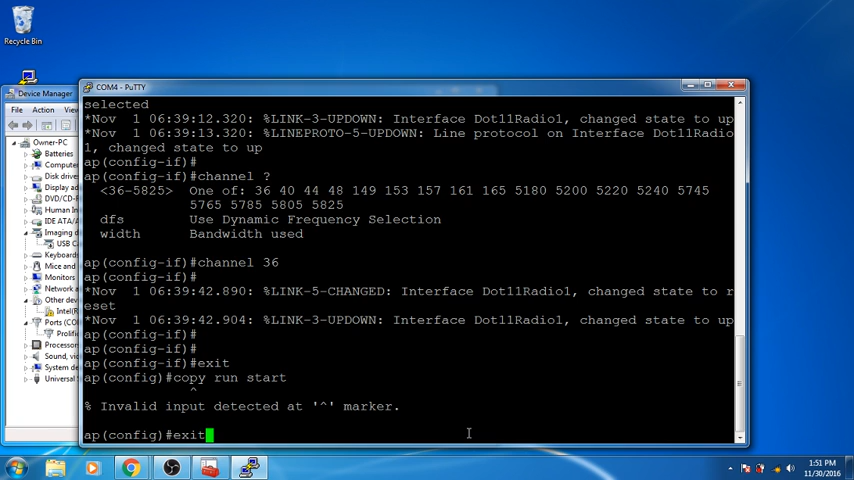 Recycle Bin
Device Manager
File Action Vie
Owner-PC
Batteries
Compute
Disk drive
Display ad
DVD/CD-
Human In
IDE ATA/A
Imaging d
USB Ca
Keyboards
Mice and
Monitors
Network a
Other dev
Intel(R
Ports (CO
Prolific
Processor
Sound, vid
System de
Universal
COM4 - PuTTY
selected
*Nov  1 06:39:12.320: %LINK-3-UPDOWN: Interface Dot11Radio1, changed state to up
*Nov  1 06:39:13.320: %LINEPROTO-5-UPDOWN: Line protocol on Interface Dot11Radio
1, changed state to up
ap(config-if)#
ap(config-if)#channel ?
<36-5825>  One of: 36 40 44 48 149 153 157 161 165 5180 5200 5220 5240 5745
5765 5785 5805 5825
dfs        Use Dynamic Frequency Selection
width      Bandwidth used
ap(config-if)#channel 36
ap(config-if)#
*Nov  1 06:39:42.890: %LINK-5-CHANGED: Interface Dot11Radio1, changed state to r
eset
*Nov  1 06:39:42.904: %LINK-3-UPDOWN: Interface Dot11Radio1, changed state to up
ap(config-if)#
ap(config-if)#
ap(config-if)#exit
ap(config)#copy run start
^
% Invalid input detected at '^' marker.
ap(config)#exit
1:51 PM
11/30/2016